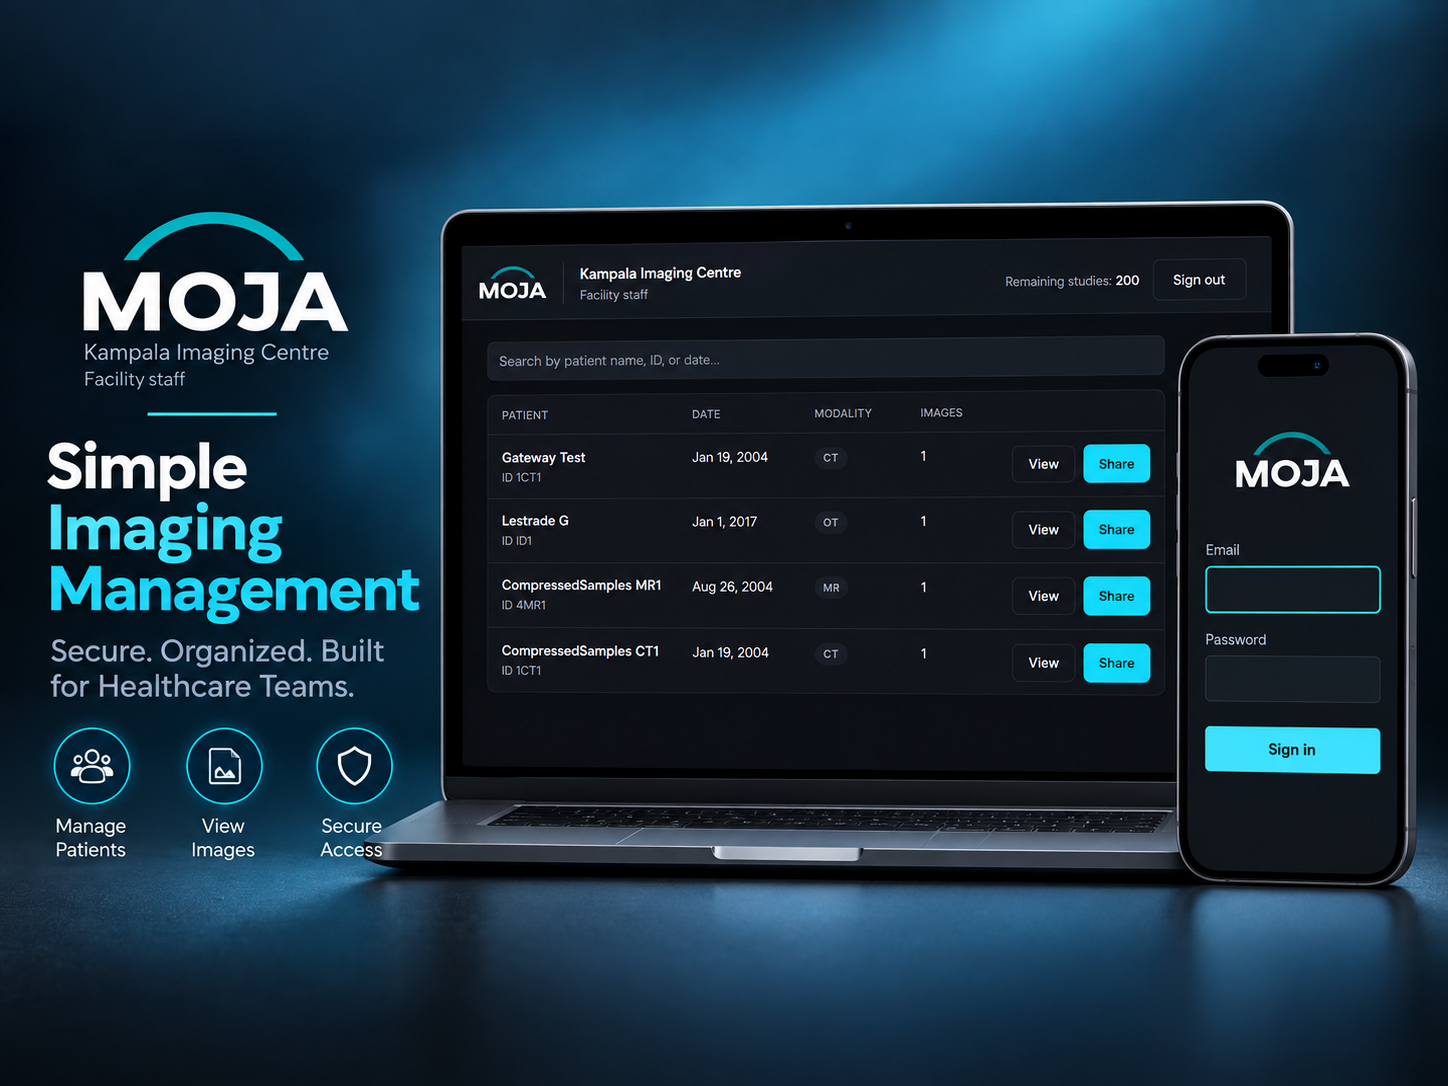 MOJA
Kampala Imaging Centre
Facility staff
Simple
Imaging
Management
Secure. Organized. Built
for Healthcare Teams.
Manage
Patients
View
Images
Secure
Access
MOJA
Kampala Imaging Centre
Facility staff
Remaining studies: 200
Sign out
Search by patient name, ID, or date...
PATIENT DATE MODALITY IMAGES
Gateway Test Jan 19, 2004 CT 1 View Share
ID 1CT1
Lestrade G Jan 1, 2017 OT 1 View Share
ID ID1
CompressedSamples MR1 Aug 26, 2004 MR 1 View Share
ID 4MR1
CompressedSamples CT1 Jan 19, 2004 CT 1 View Share
ID 1CT1
MOJA
Email
Password
Sign in